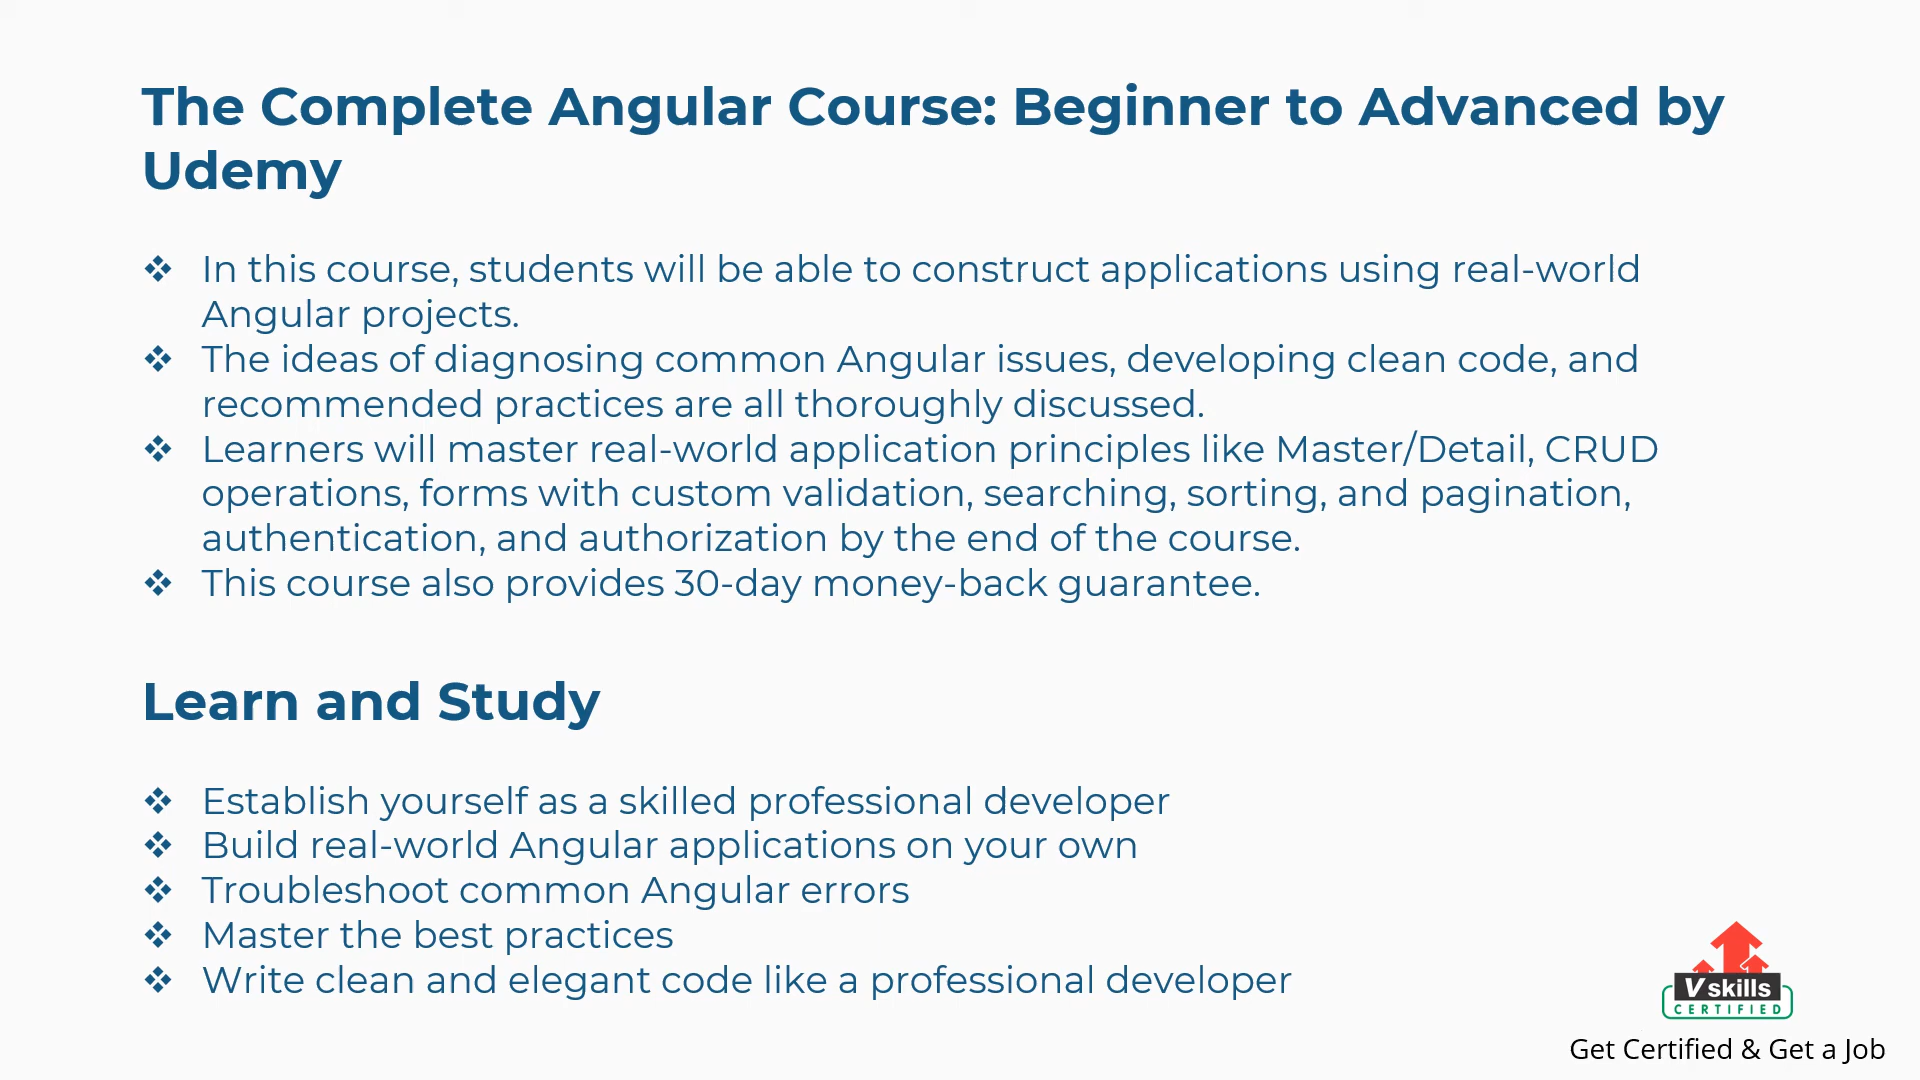 The Complete Angular Course: Beginner to Advanced by
Udemy
❖ In this course, students will be able to construct applications using real-world
Angular projects.
❖ The ideas of diagnosing common Angular issues, developing clean code, and
recommended practices are all thoroughly discussed.
❖ Learners will master real-world application principles like Master/Detail, CRUD
operations, forms with custom validation, searching, sorting, and pagination,
authentication, and authorization by the end of the course.
❖ This course also provides 30-day money-back guarantee.
Learn and Study
❖ Establish yourself as a skilled professional developer
❖ Build real-world Angular applications on your own
❖ Troubleshoot common Angular errors
❖ Master the best practices
❖ Write clean and elegant code like a professional developer
Vskills
CERTIFIED
Get Certified & Get a Job